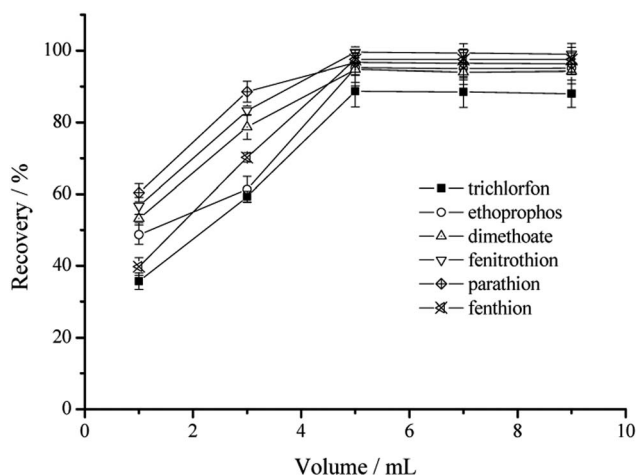 Recovery / %
100
80
60
40
20
0
trichlorfon
ethoprophos
dimethoate
fenitrothion
parathion
fenthion
0 2 4 6 8 10
Volume / mL